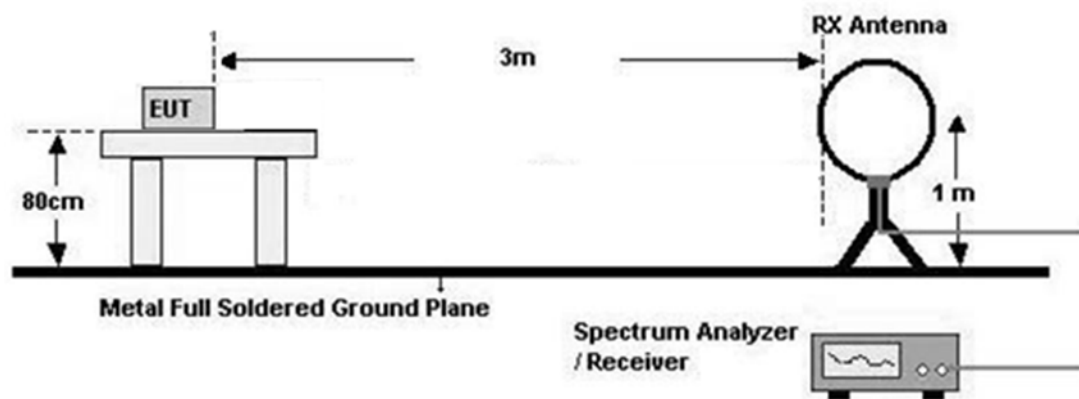 RX Antenna
3m
EUT
80cm
1 m
Metal Full Soldered Ground Plane
Spectrum Analyzer
/ Receiver